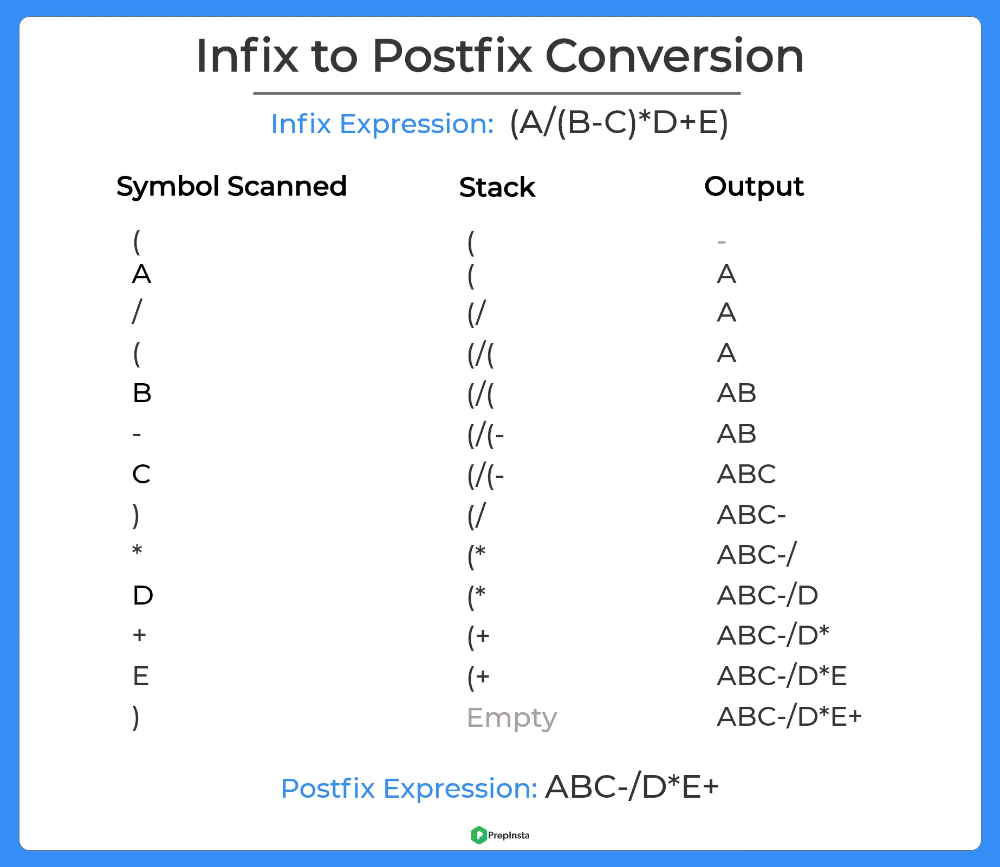 Infix to Postfix Conversion
Infix Expression: (A/(B-C)*D+E)
Symbol Scanned Stack Output
( ( -
A ( A
/ (/ A
( (/( A
B (/( AB
- (/(- AB
C (/(- ABC
) (/ ABC-
* (* ABC-/
D (* ABC-/D
+ (+ ABC-/D*
E (+ ABC-/D*E
) Empty ABC-/D*E+
Postfix Expression: ABC-/D*E+
PrepInsta